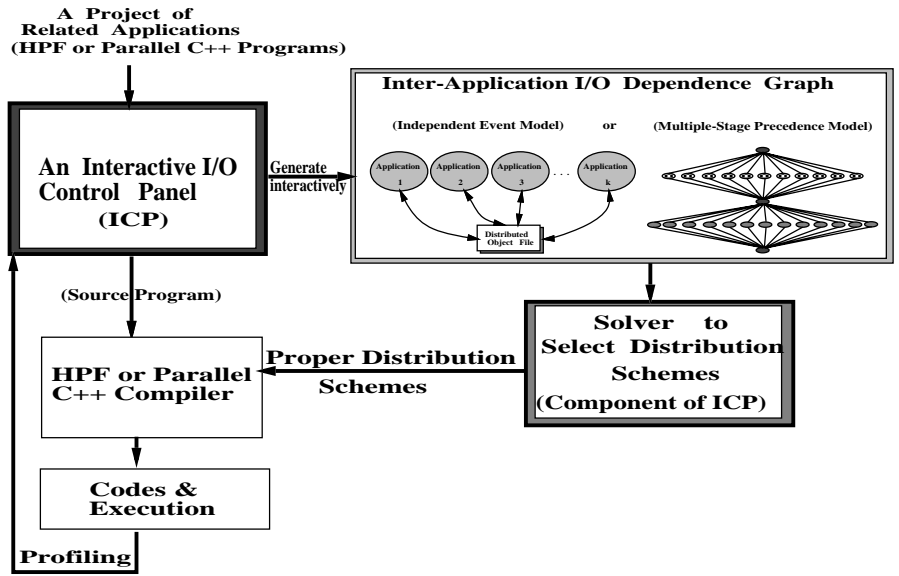 A Project of
Related Applications
(HPF or Parallel C++ Programs)
Inter-Application I/O Dependence Graph
(Independent Event Model) or (Multiple-Stage Precedence Model)
An Interactive I/O
Control Panel
(ICP)
Generate
interactively
Application
1
Application
2
Application
3
. . .
Application
k
Distributed
Object File
(Source Program)
Solver to
Select Distribution
Schemes
(Component of ICP)
Proper Distribution
Schemes
HPF or Parallel
C++ Compiler
Codes &
Execution
Profiling